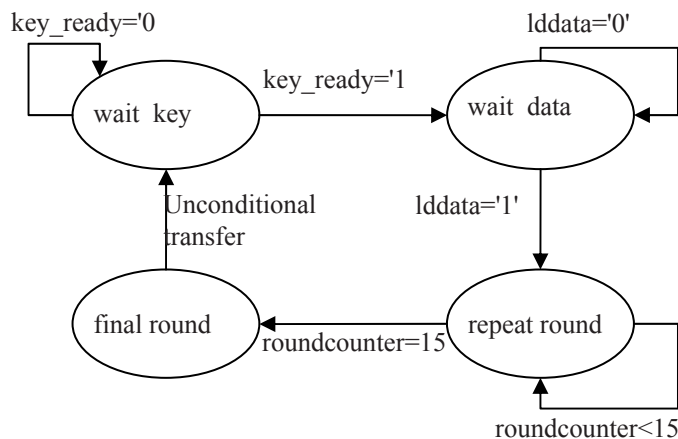 key_ready='0
lddata='0'
key_ready='1
wait key
wait data
Unconditional
transfer
lddata='1'
final round
repeat round
roundcounter=15
roundcounter<15